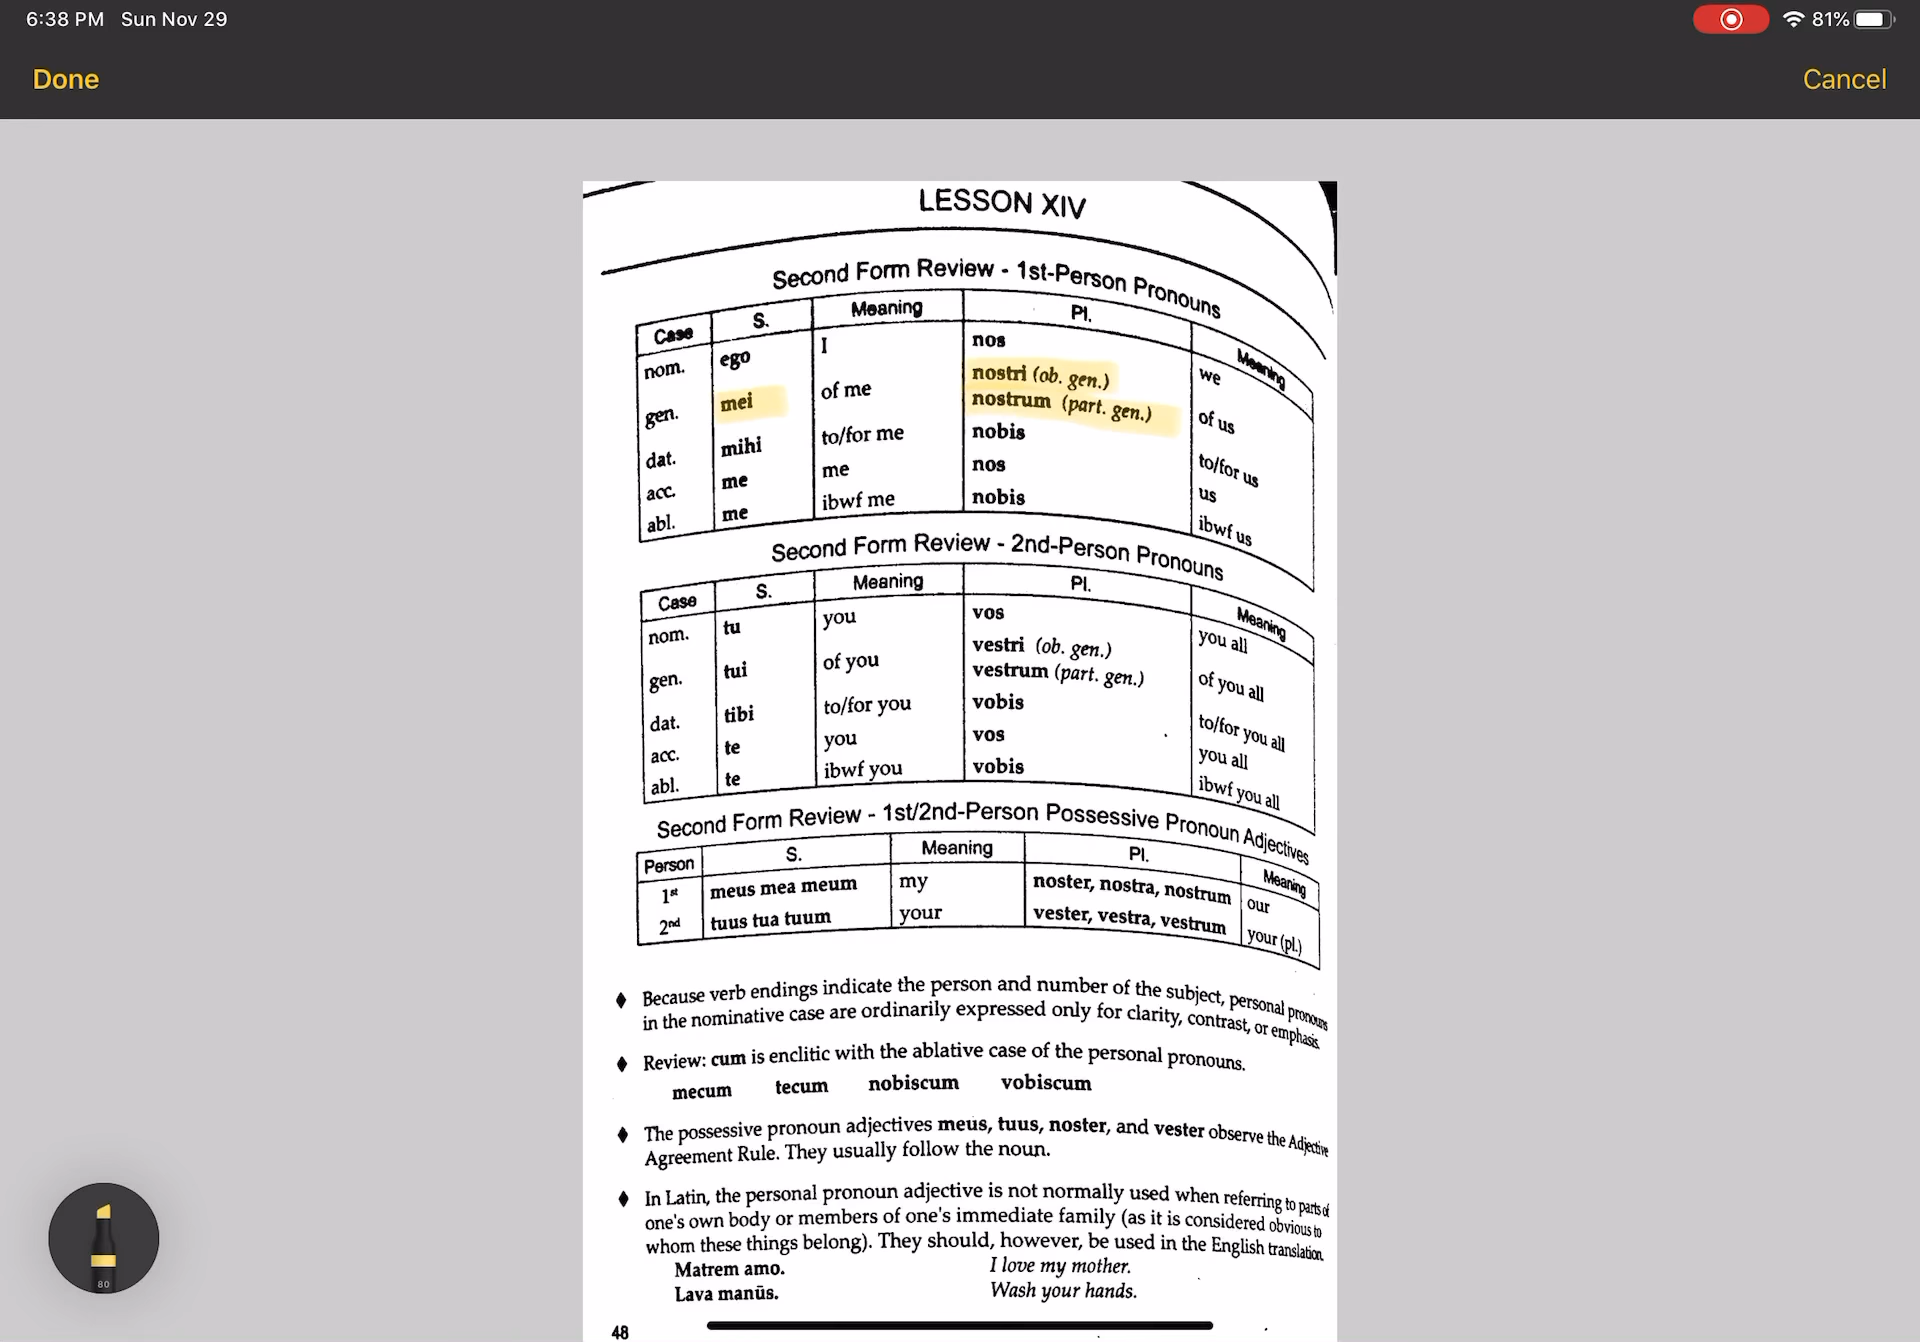 6:38 PM Sun Nov 29
81%
Done
Cancel
LESSON XIV
Second Form Review - 1st-Person Pronouns
Case S. Meaning Pl. Meaning
nom. ego I nos we
gen. mei of me nostri (ob. gen.) nostrum (part. gen.) of us
dat. mihi to/for me nobis to/for us
acc. me me nos us
abl. me ibwf me nobis ibwf us
Second Form Review - 2nd-Person Pronouns
Case S. Meaning Pl. Meaning
nom. tu you vos you all
gen. tui of you vestri (ob. gen.) vestrum (part. gen.) of you all
dat. tibi to/for you vobis to/for you all
acc. te you vos you all
abl. te ibwf you vobis ibwf you all
Second Form Review - 1st/2nd-Person Possessive Pronoun Adjectives
Person S. Meaning Pl. Meaning
1st meus mea meum my noster, nostra, nostrum our
2nd tuus tua tuum your vester, vestra, vestrum your (pl.)
♦ Because verb endings indicate the person and number of the subject, personal pronouns
in the nominative case are ordinarily expressed only for clarity, contrast, or emphasis.
♦ Review: cum is enclitic with the ablative case of the personal pronouns.
mecum tecum nobiscum vobiscum
♦ The possessive pronoun adjectives meus, tuus, noster, and vester observe the Adjective
Agreement Rule. They usually follow the noun.
♦ In Latin, the personal pronoun adjective is not normally used when referring to parts of
one's own body or members of one's immediate family (as it is considered obvious to
whom these things belong). They should, however, be used in the English translation.
Matrem amo. I love my mother.
Lava manūs. Wash your hands.
80
48